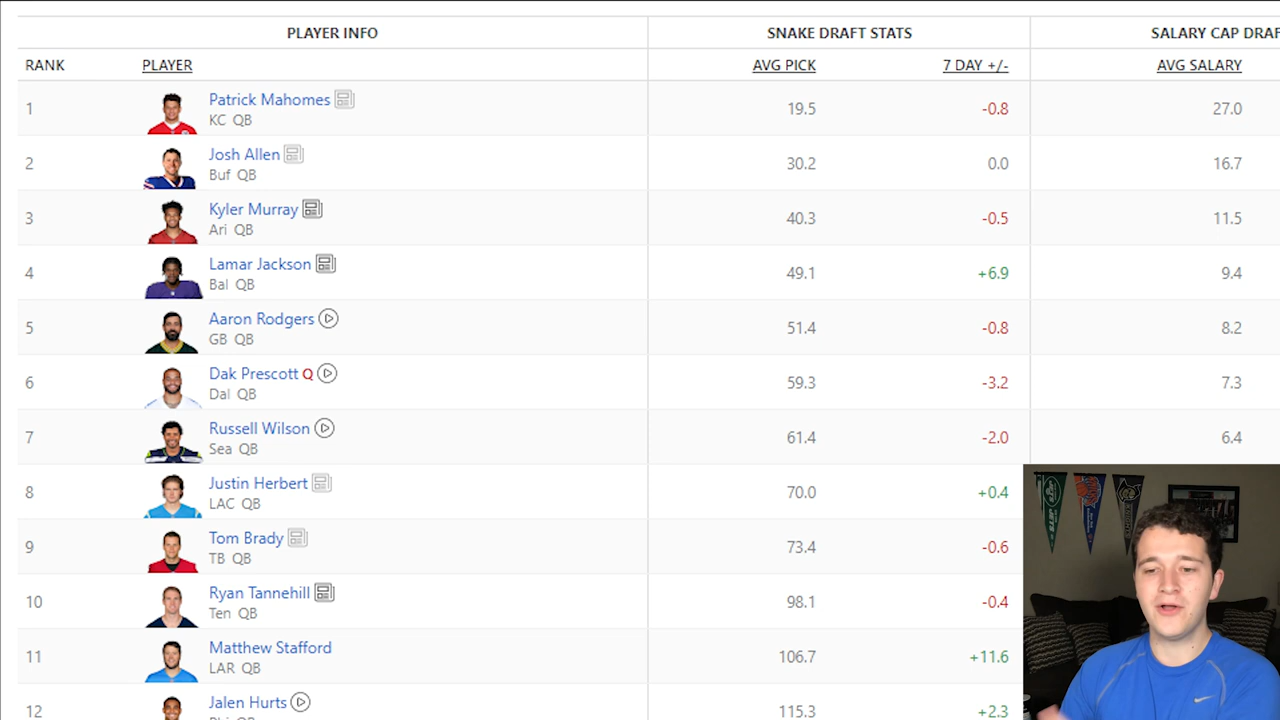 PLAYER INFO SNAKE DRAFT STATS SALARY CAP DRAF
RANK PLAYER AVG PICK 7 DAY +/- AVG SALARY
1 Patrick Mahomes 19.5 -0.8 27.0
KC QB
2 Josh Allen 30.2 0.0 16.7
Buf QB
3 Kyler Murray 40.3 -0.5 11.5
Ari QB
4 Lamar Jackson 49.1 +6.9 9.4
Bal QB
5 Aaron Rodgers 51.4 -0.8 8.2
GB QB
6 Dak Prescott Q 59.3 -3.2 7.3
Dal QB
7 Russell Wilson 61.4 -2.0 6.4
Sea QB
8 Justin Herbert 70.0 +0.4
LAC QB
9 Tom Brady 73.4 -0.6
TB QB
10 Ryan Tannehill 98.1 -0.4
Ten QB
11 Matthew Stafford 106.7 +11.6
LAR QB
12 Jalen Hurts 115.3 +2.3